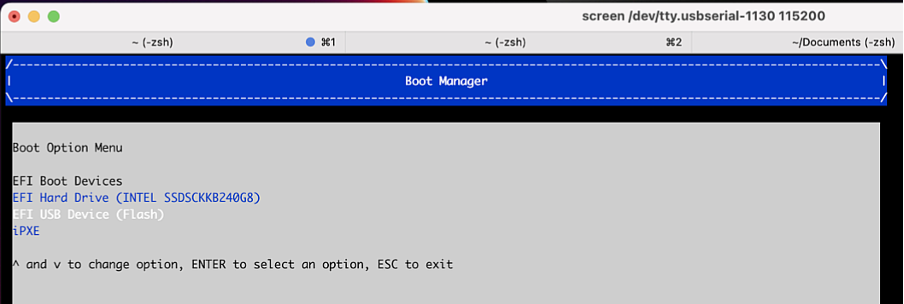 screen /dev/tty.usbserial-1130 115200
~ (-zsh) ⌘1 ~ (-zsh) ⌘2 ~/Documents (-zsh)
/------------------------------------------------------------------------------\
| Boot Manager |
\------------------------------------------------------------------------------/
Boot Option Menu
EFI Boot Devices
EFI Hard Drive (INTEL SSDSCKKB240G8)
EFI USB Device (Flash)
iPXE
^ and v to change option, ENTER to select an option, ESC to exit